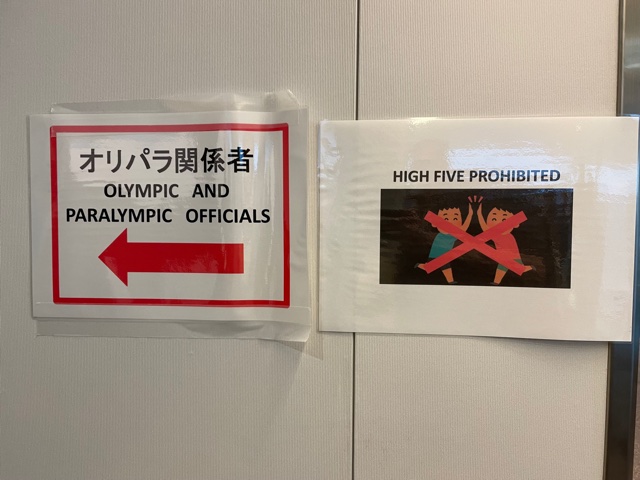 オリパラ関係者
OLYMPIC AND
PARALYMPIC OFFICIALS
HIGH FIVE PROHIBITED